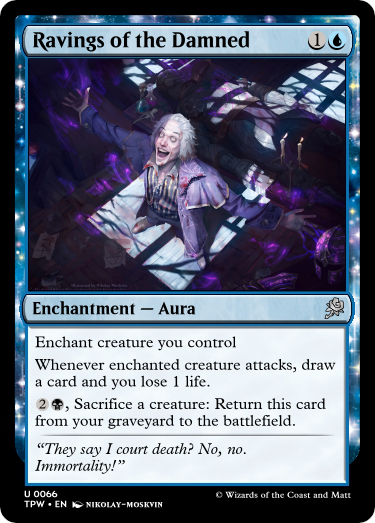 Ravings of the Damned 1
Enchantment — Aura
Enchant creature you control
Whenever enchanted creature attacks, draw
a card and you lose 1 life.
2, Sacrifice a creature: Return this card
from your graveyard to the battlefield.
“They say I court death? No, no.
Immortality!”
U 0066
TPW • EN NIKOLAY-MOSKVIN
© Wizards of the Coast and Matt